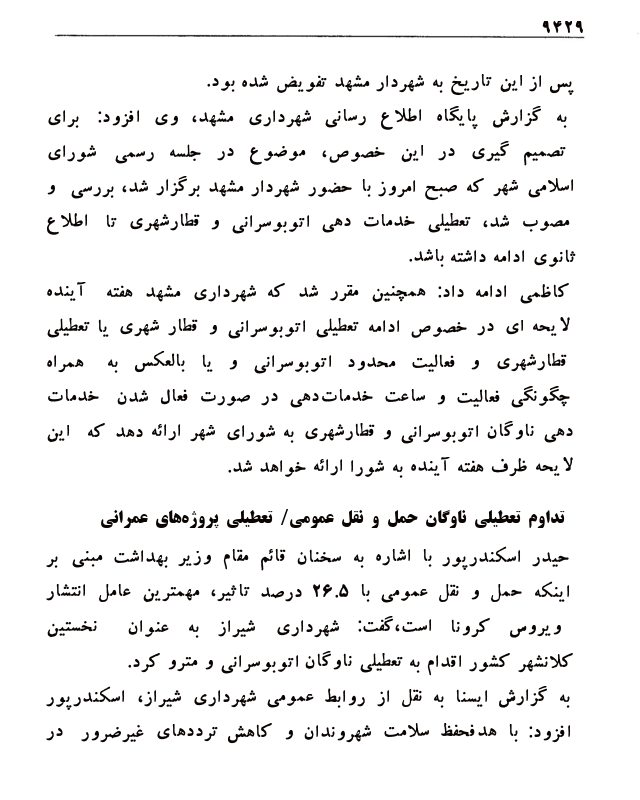 ۹۴۲۹
پس از این تاریخ به شهردار مشهد تفویض شده بود.
به گزارش پایگاه اطلاع رسانی شهرداری مشهد، وی افزود: برای
تصمیم گیری در این خصوص، موضوع در جلسه رسمی شورای
اسلامی شهر که صبح امروز با حضور شهردار مشهد برگزار شد، بررسی و
مصوب شد، تعطیلی خدمات دهی اتوبوسرانی و قطارشهری تا اطلاع
ثانوی ادامه داشته باشد.
کاظمی ادامه داد: همچنین مقرر شد که شهرداری مشهد هفته آینده
لایحه ای در خصوص ادامه تعطیلی اتوبوسرانی و قطار شهری یا تعطیلی
قطارشهری و فعالیت محدود اتوبوسرانی و یا بالعکس به همراه
چگونگی فعالیت و ساعت خدمات‌دهی در صورت فعال شدن خدمات
دهی ناوگان اتوبوسرانی و قطارشهری به شورای شهر ارائه دهد که این
لایحه ظرف هفته آینده به شورا ارائه خواهد شد.
تداوم تعطیلی ناوگان حمل و نقل عمومی/ تعطیلی پروژه‌های عمرانی
حیدر اسکندرپور با اشاره به سخنان قائم مقام وزیر بهداشت مبنی بر
اینکه حمل و نقل عمومی با ۲۶.۵ درصد تاثیر، مهمترین عامل انتشار
ویروس کرونا است،گفت: شهرداری شیراز به عنوان نخستین
کلانشهر کشور اقدام به تعطیلی ناوگان اتوبوسرانی و مترو کرد.
به گزارش ایسنا به نقل از روابط عمومی شهرداری شیراز، اسکندرپور
افزود: با هدفحفظ سلامت شهروندان و کاهش ترددهای غیرضرور در